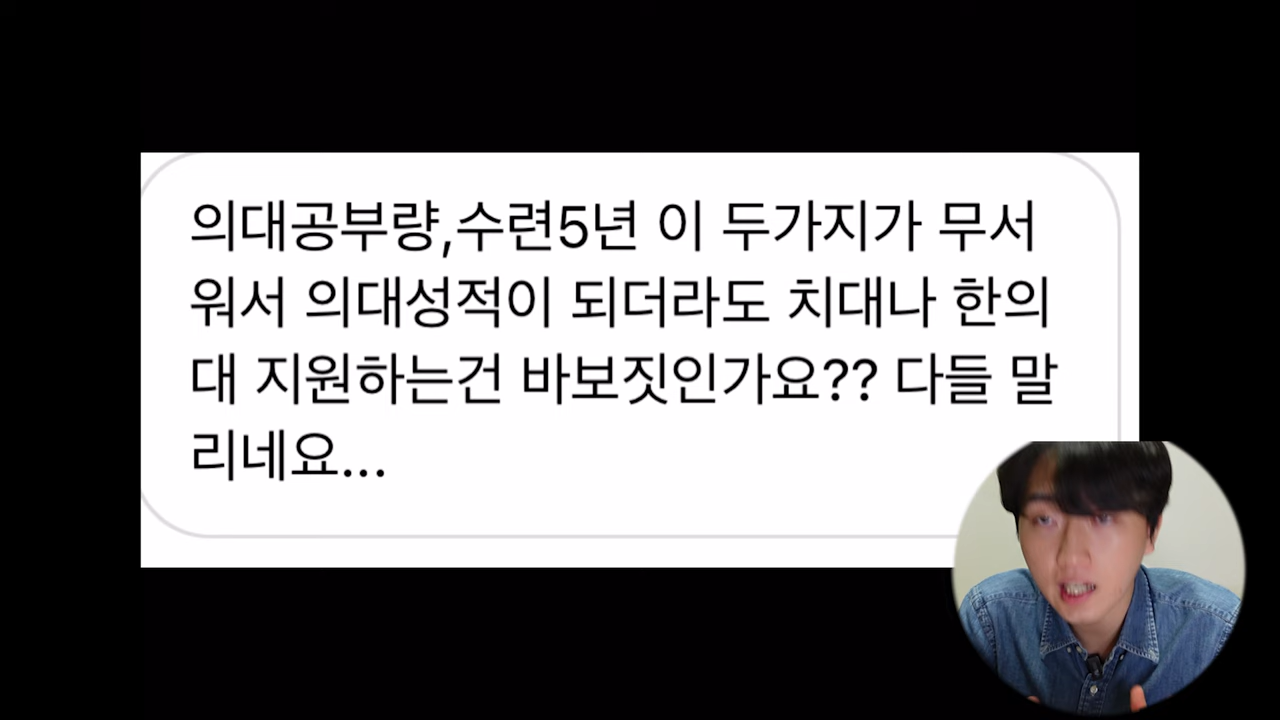 의대공부량,수련5년 이 두가지가 무서
워서 의대성적이 되더라도 치대나 한의
대 지원하는건 바보짓인가요?? 다들 말
리네요...